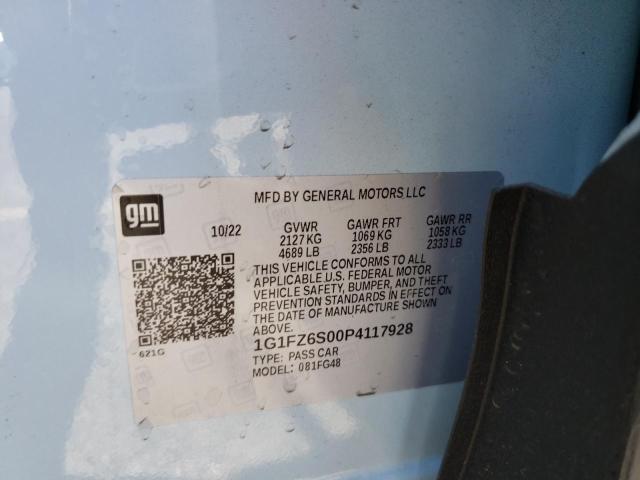 gm
MFD BY GENERAL MOTORS LLC
10/22 GVWR GAWR FRT GAWR RR
2127 KG 1069 KG 1058 KG
4689 LB 2356 LB 2333 LB
THIS VEHICLE CONFORMS TO ALL
APPLICABLE U.S. FEDERAL MOTOR
VEHICLE SAFETY, BUMPER, AND THEFT
PREVENTION STANDARDS IN EFFECT ON
THE DATE OF MANUFACTURE SHOWN
ABOVE.
621G
1G1FZ6S00P4117928
TYPE: PASS CAR
MODEL: 081FG48